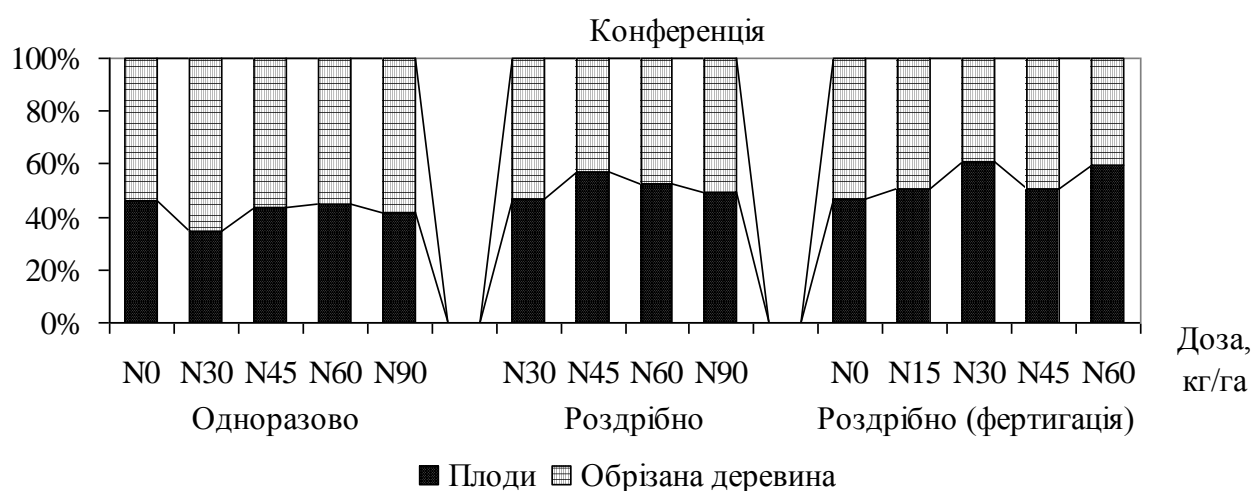 Конференція
100%
80%
60%
40%
20%
0%
N0 N30 N45 N60 N90 N30 N45 N60 N90 N0 N15 N30 N45 N60
Одноразово Роздрібно Роздрібно (фертигація)
Доза,
кг/га
Плоди Обрізана деревина